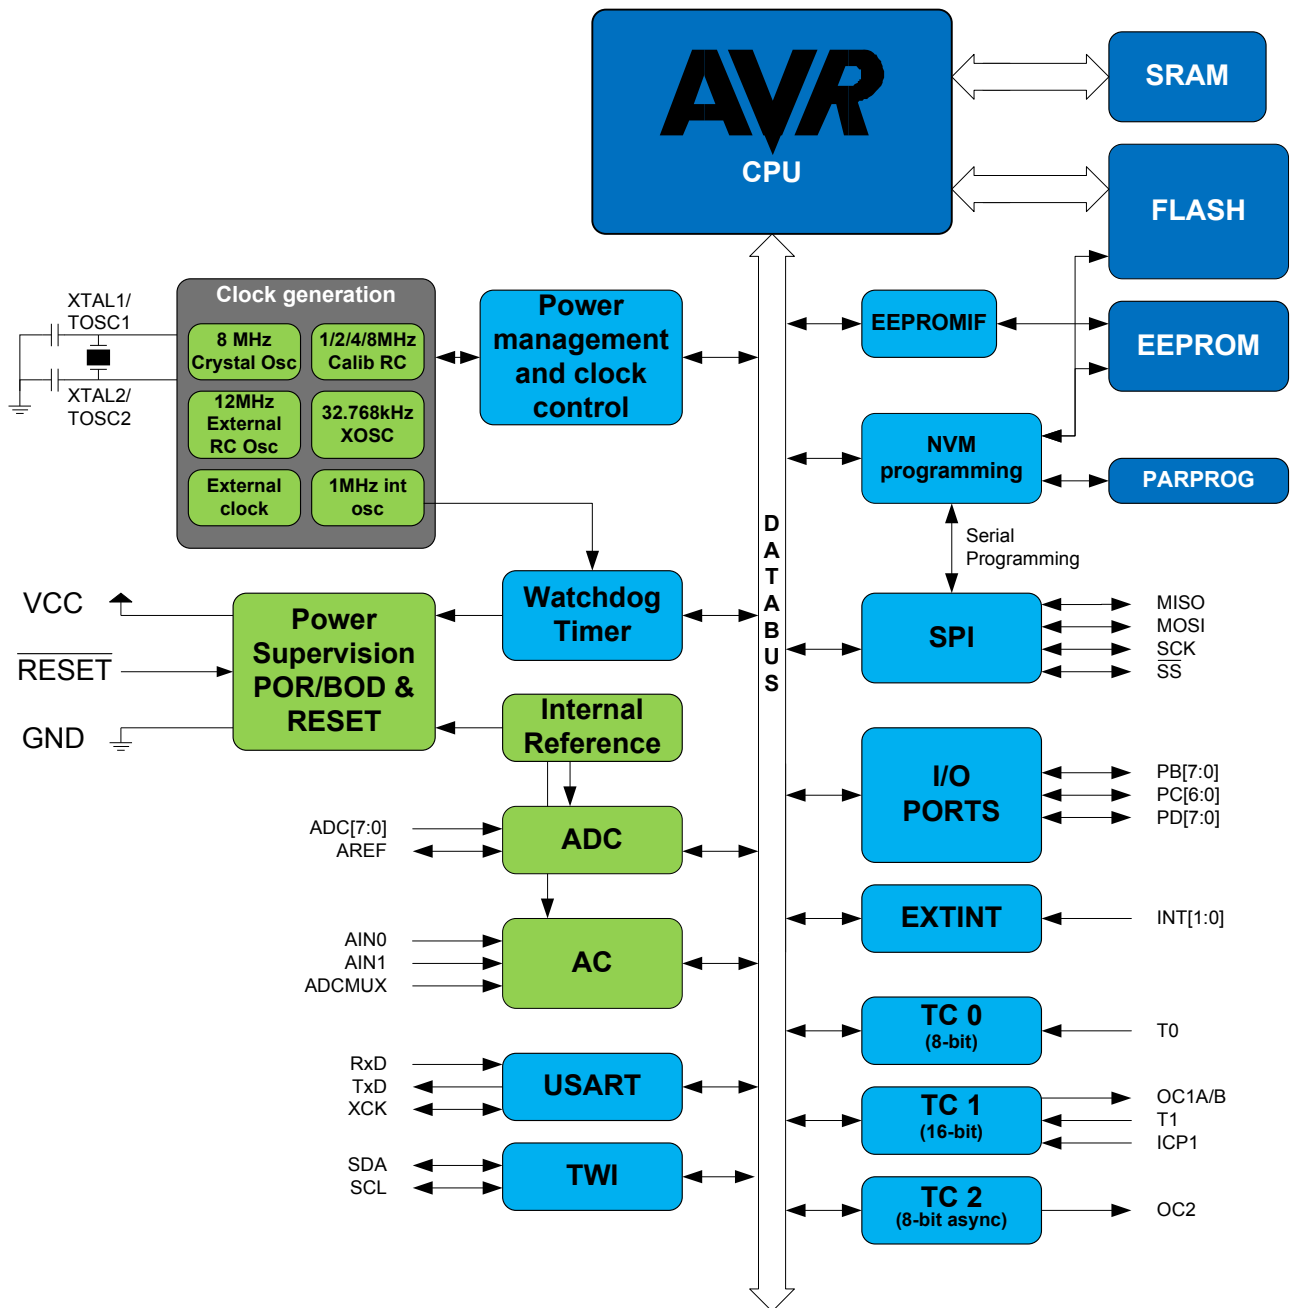 AVR
CPU
SRAM
FLASH
EEPROM
PARPROG
XTAL1/
TOSC1
XTAL2/
TOSC2
Clock generation
8 MHz
Crystal Osc
1/2/4/8MHz
Calib RC
12MHz
External
RC Osc
32.768kHz
XOSC
External
clock
1MHz int
osc
Power
management
and clock
control
EEPROMIF
NVM
programming
Serial
Programming
DATABUS
VCC
RESET
GND
Power
Supervision
POR/BOD &
RESET
Watchdog
Timer
Internal
Reference
SPI
MISO
MOSI
SCK
SS
I/O
PORTS
PB[7:0]
PC[6:0]
PD[7:0]
ADC[7:0]
AREF
ADC
EXTINT
INT[1:0]
AIN0
AIN1
ADCMUX
AC
TC 0
(8-bit)
T0
RxD
TxD
XCK
USART
TC 1
(16-bit)
OC1A/B
T1
ICP1
SDA
SCL
TWI
TC 2
(8-bit async)
OC2